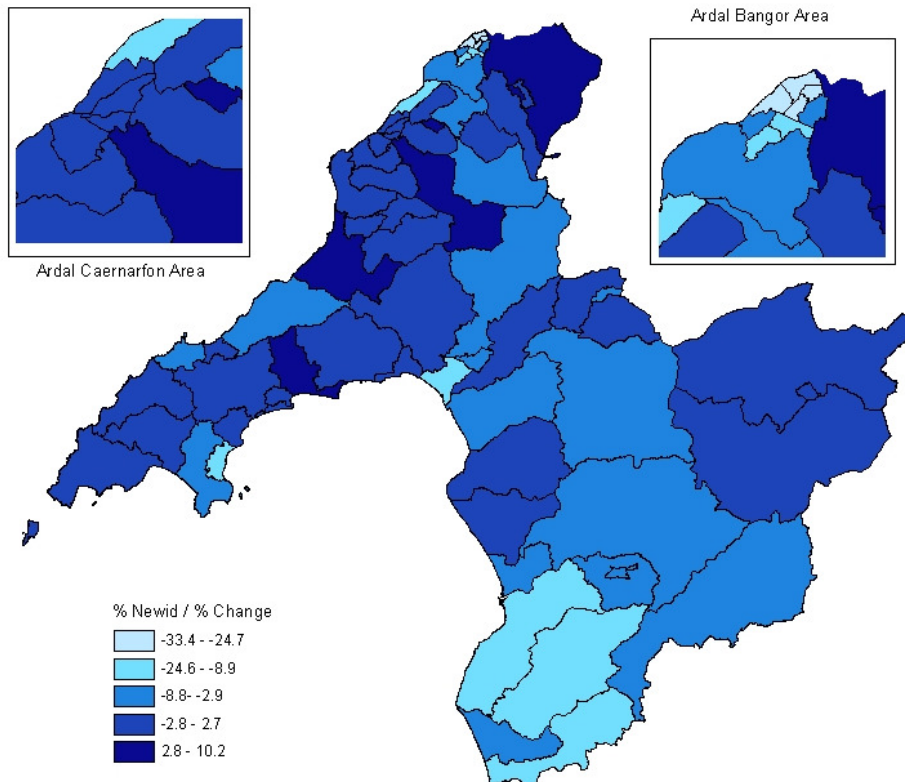 Ardal Bangor Area
Ardal Caernarfon Area
% Newid / % Change
-33.4 - -24.7
-24.6 - -8.9
-8.8- -2.9
-2.8 - 2.7
2.8 - 10.2